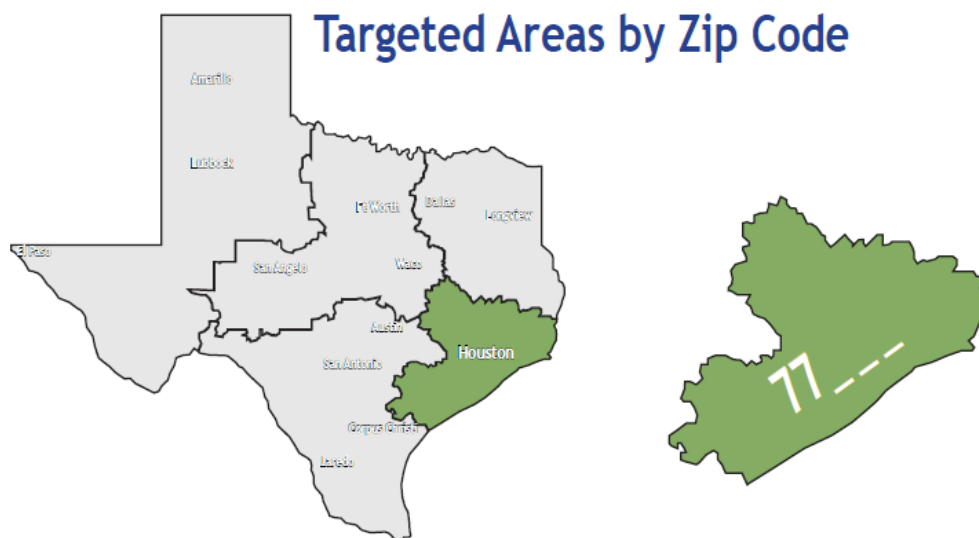 Targeted Areas by Zip Code
Amarillo
Lubbock
Ft Worth
Dallas
Longview
El Paso
San Angelo
Waco
Austin
Houston
San Antonio
77_ _ _
Corpus Christi
Laredo